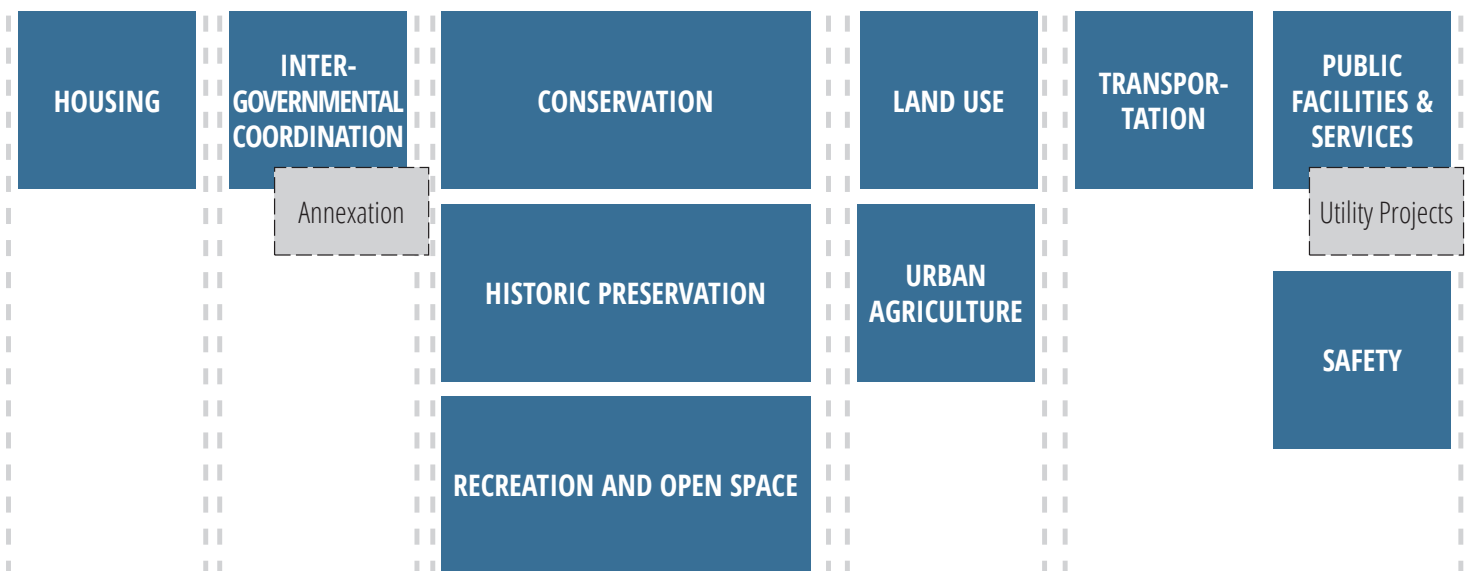 HOUSING
INTER-
GOVERNMENTAL
COORDINATION
Annexation
CONSERVATION
HISTORIC PRESERVATION
RECREATION AND OPEN SPACE
LAND USE
URBAN
AGRICULTURE
TRANSPOR-
TATION
PUBLIC
FACILITIES &
SERVICES
Utility Projects
SAFETY